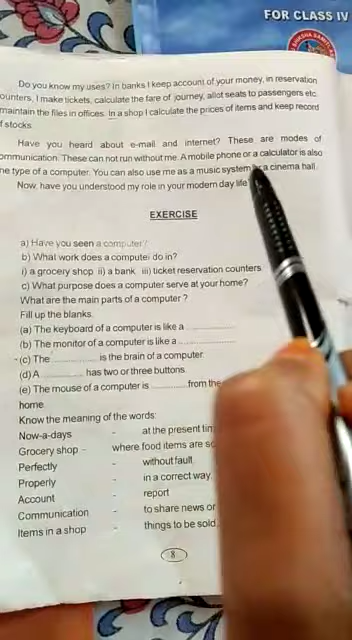 FOR CLASS IV
Do you know my uses? In banks I keep account of your money, in reservation
ounters, I make tickets, calculate the fare of journey, allot seats to passengers etc.
maintain the files in offices. In a shop I calculate the prices of items and keep record
f stocks.
Have you heard about e-mail and internet? These are modes of
ommunication. These can not run without me. A mobile phone or a calculator is also
ne type of a computer. You can also use me as a music system or a cinema hall.
Now, have you understood my role in your modern day life
EXERCISE
a) Have you seen a computer?
b) What work does a computer do in?
i) a grocery shop ii) a bank iii) ticket reservation counters
c) What purpose does a computer serve at your home?
What are the main parts of a computer ?
Fill up the blanks.
(a) The keyboard of a computer is like a ...............
(b) The monitor of a computer is like a ...............
(c) The ............... is the brain of a computer.
(d) A ............... has two or three buttons.
(e) The mouse of a computer is ............... from the
home.
Know the meaning of the words:
Now-a-days - at the present
Grocery shop - where food items are
Perfectly - without fault
Properly - in a correct way
Account - report
Communication - to share news or
Items in a shop - things to be sold
8